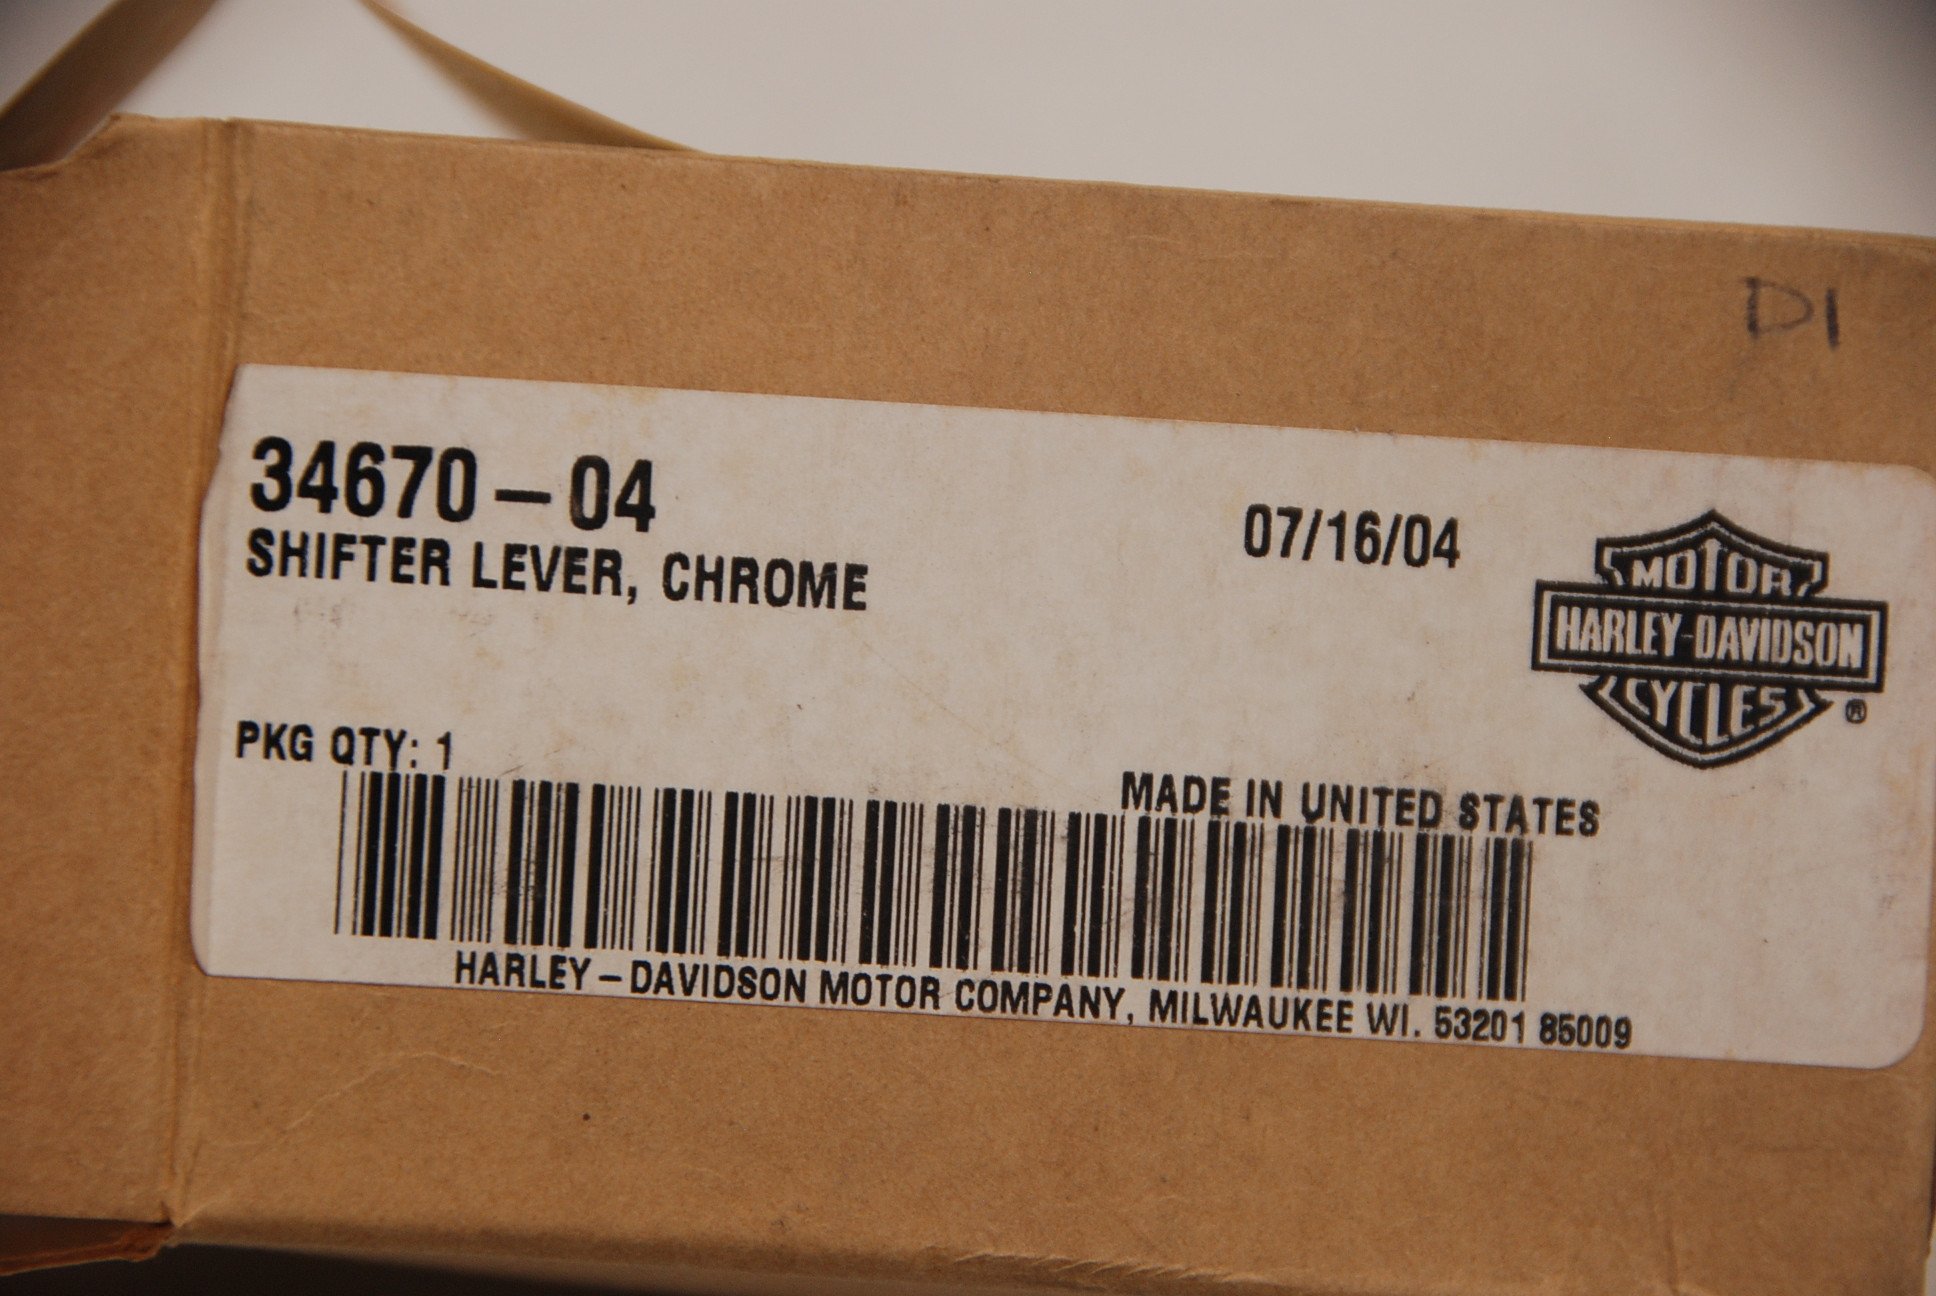 D1
34670-04
SHIFTER LEVER, CHROME
07/16/04
MOTOR
HARLEY-DAVIDSON
CYCLES
®
PKG QTY: 1
MADE IN UNITED STATES
HARLEY-DAVIDSON MOTOR COMPANY, MILWAUKEE WI. 53201 85009